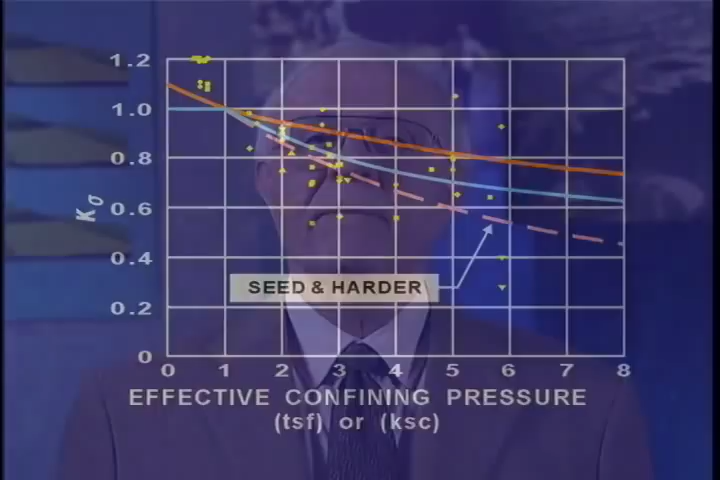 1.2
1.0
0.8
0.6
0.4
0.2
0
Kσ
SEED & HARDER
0 1 2 3 4 5 6 7 8
EFFECTIVE CONFINING PRESSURE
(tsf) or (ksc)